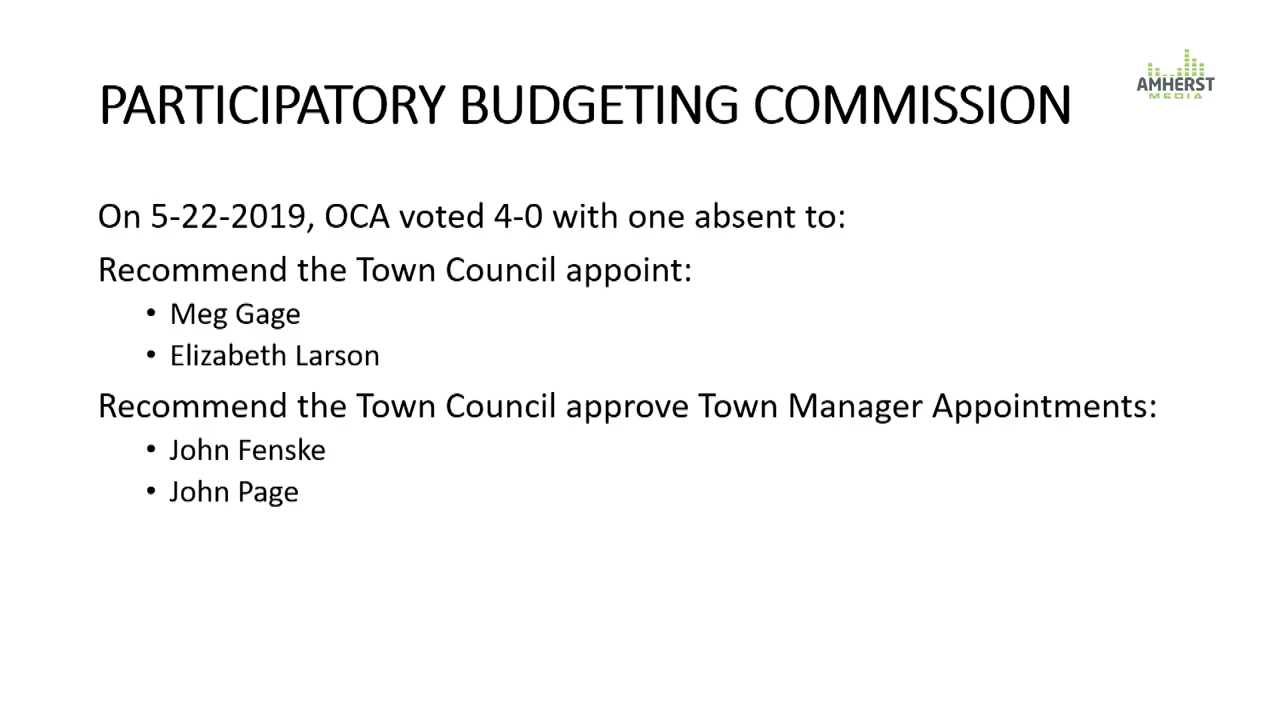 AMHERST
MEDIA
PARTICIPATORY BUDGETING COMMISSION
On 5-22-2019, OCA voted 4-0 with one absent to:
Recommend the Town Council appoint:
• Meg Gage
• Elizabeth Larson
Recommend the Town Council approve Town Manager Appointments:
• John Fenske
• John Page